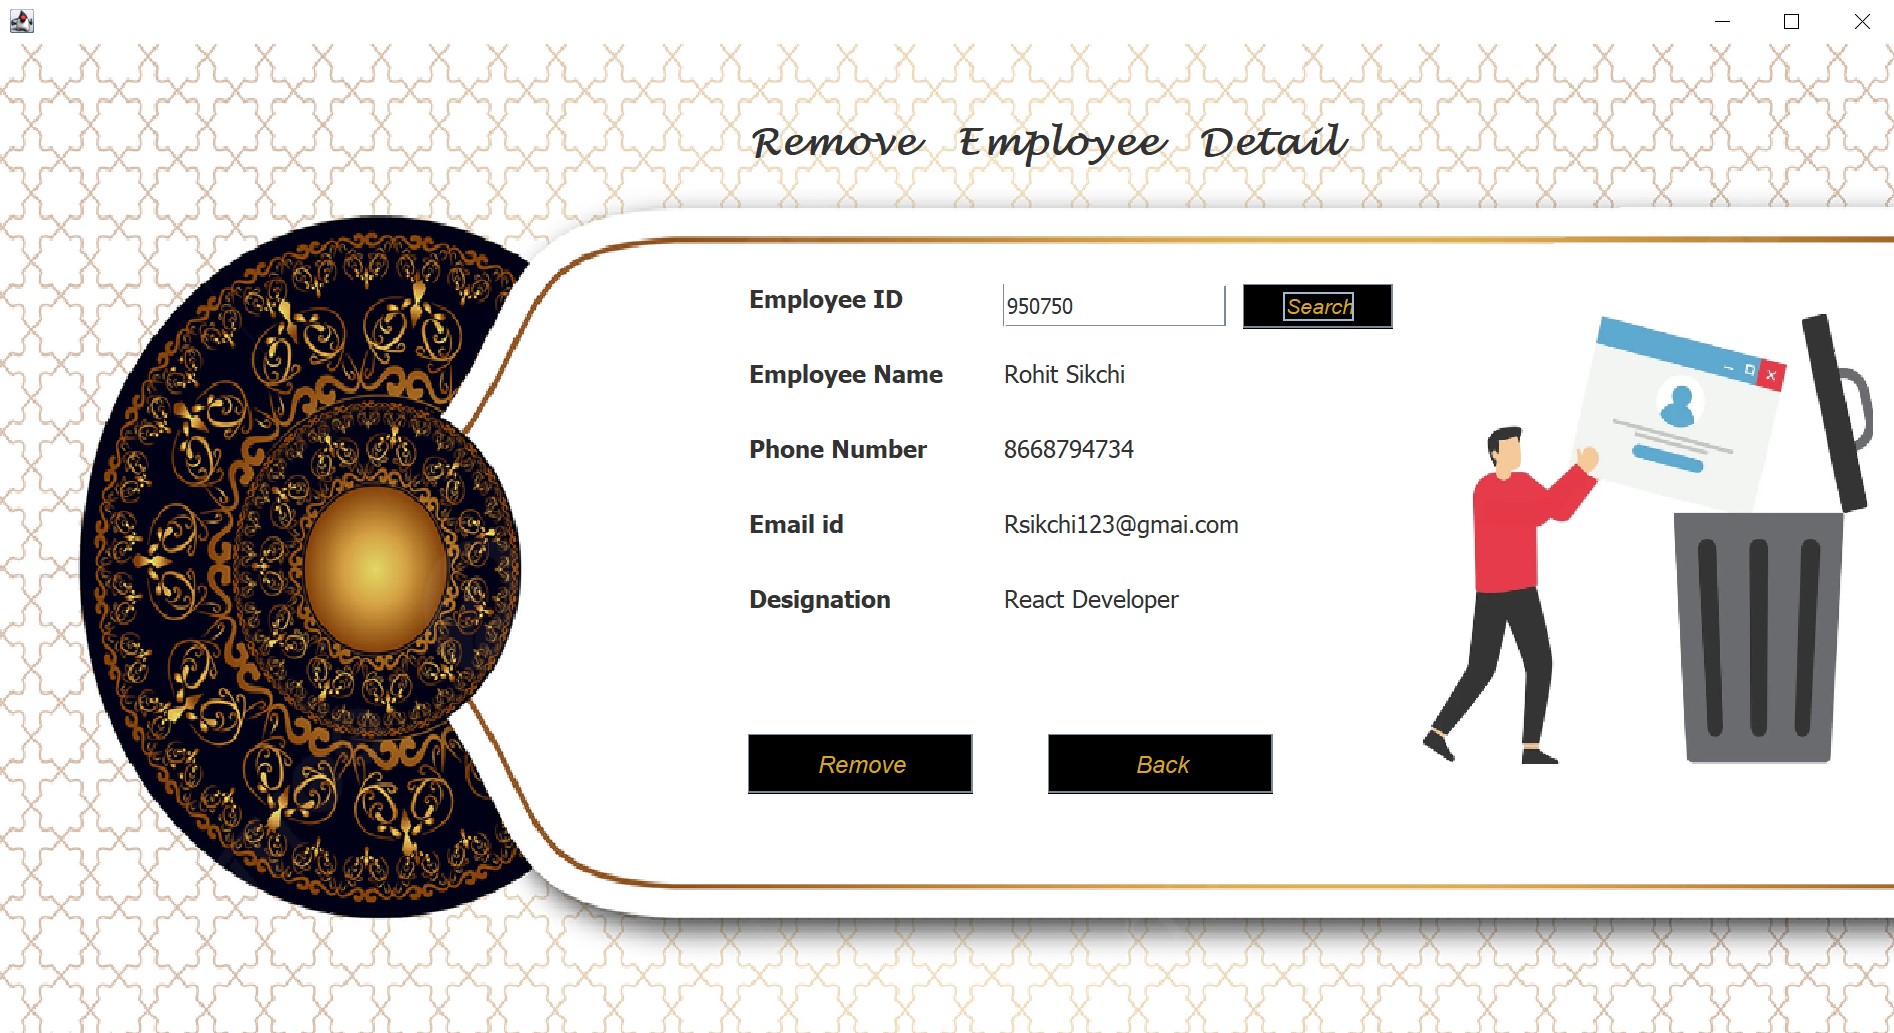 Remove Employee Detail
Employee ID 950750 Search
Employee Name Rohit Sikchi
Phone Number 8668794734
Email id Rsikchi123@gmai.com
Designation React Developer
Remove Back